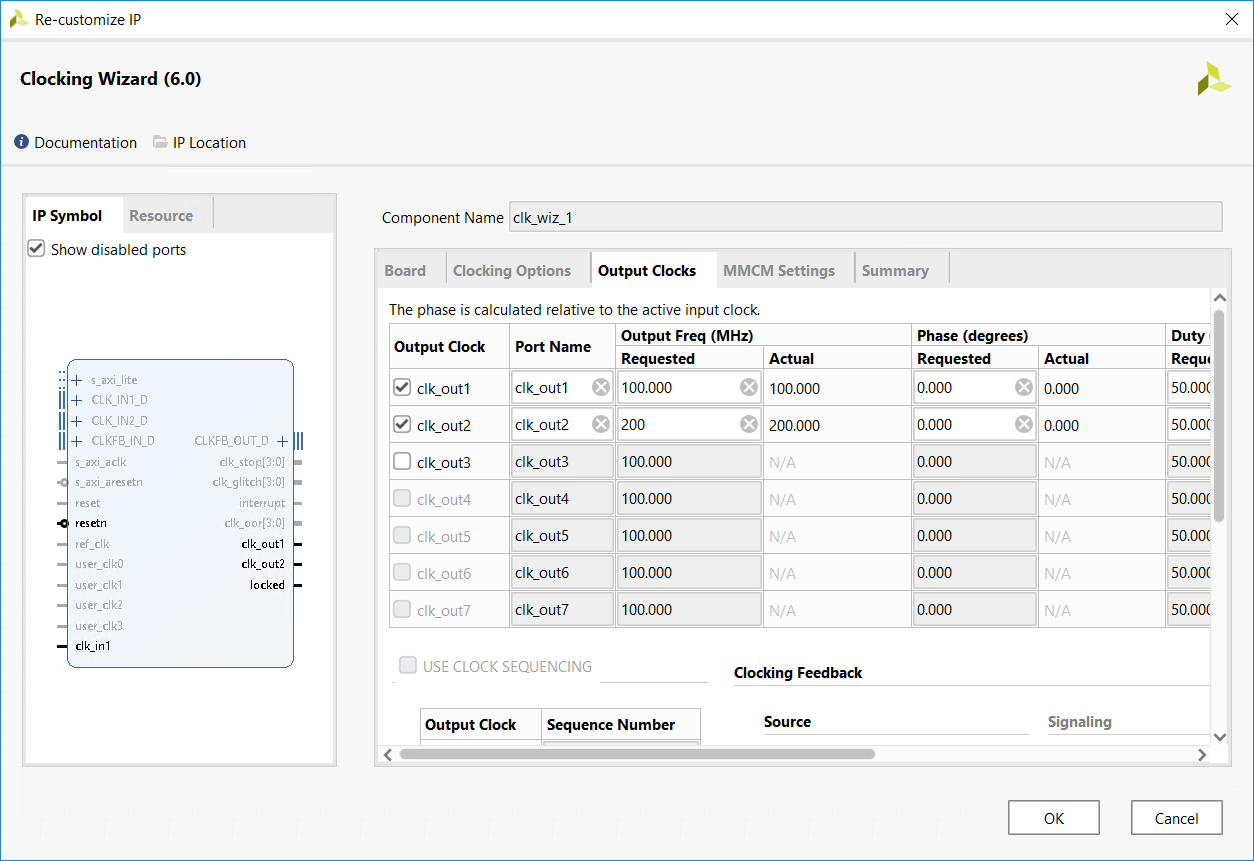 Re-customize IP
Clocking Wizard (6.0)
Documentation IP Location
IP Symbol Resource
Show disabled ports
s_axi_lite
CLK_IN1_D
CLK_IN2_D
CLKFB_IN_D CLKFB_OUT_D
s_axi_aclk clk_stop[3:0]
s_axi_aresetn clk_glitch[3:0]
reset interrupt
resetn clk_oor[3:0]
ref_clk clk_out1
user_clk0 clk_out2
user_clk1 locked
user_clk2
user_clk3
clk_in1
Component Name clk_wiz_1
Board Clocking Options Output Clocks MMCM Settings Summary
The phase is calculated relative to the active input clock.
Output Clock Port Name Output Freq (MHz) Phase (degrees) Duty
Requested Actual Requested Actual Reque
clk_out1 clk_out1 100.000 100.000 0.000 0.000 50.000
clk_out2 clk_out2 200 200.000 0.000 0.000 50.000
clk_out3 clk_out3 100.000 N/A 0.000 N/A 50.000
clk_out4 clk_out4 100.000 N/A 0.000 N/A 50.000
clk_out5 clk_out5 100.000 N/A 0.000 N/A 50.000
clk_out6 clk_out6 100.000 N/A 0.000 N/A 50.000
clk_out7 clk_out7 100.000 N/A 0.000 N/A 50.000
USE CLOCK SEQUENCING
Clocking Feedback
Output Clock Sequence Number
Source Signaling
OK Cancel